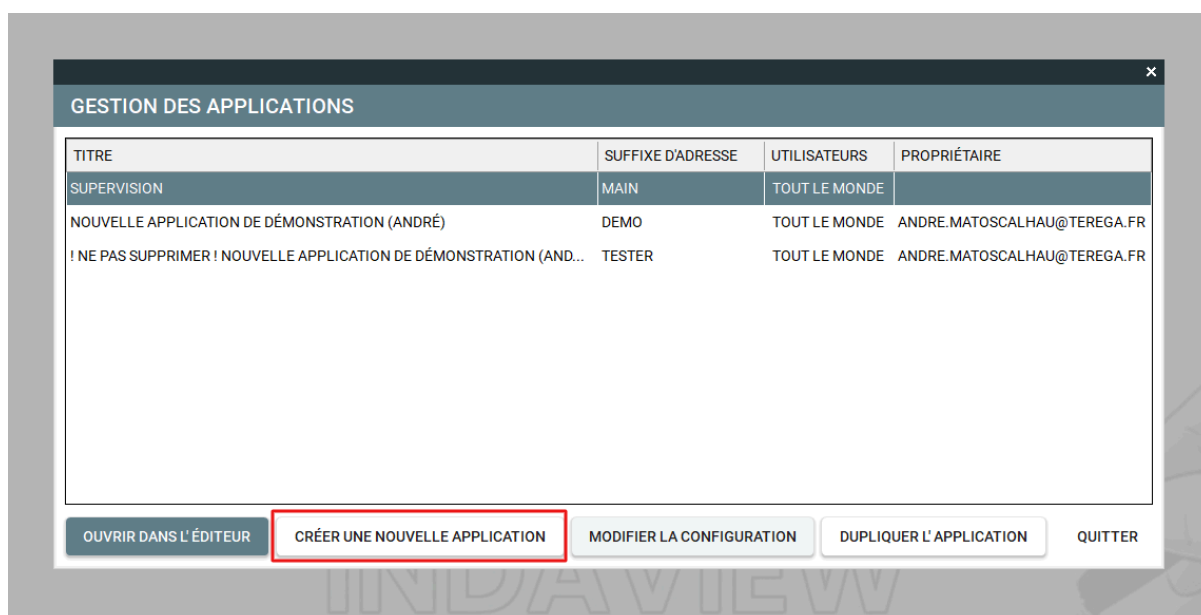 ×
GESTION DES APPLICATIONS
TITRE SUFFIXE D'ADRESSE UTILISATEURS PROPRIÉTAIRE
SUPERVISION MAIN TOUT LE MONDE
NOUVELLE APPLICATION DE DÉMONSTRATION (ANDRÉ) DEMO TOUT LE MONDE ANDRE.MATOSCALHAU@TEREGA.FR
! NE PAS SUPPRIMER ! NOUVELLE APPLICATION DE DÉMONSTRATION (AND... TESTER TOUT LE MONDE ANDRE.MATOSCALHAU@TEREGA.FR
OUVRIR DANS L'ÉDITEUR CRÉER UNE NOUVELLE APPLICATION MODIFIER LA CONFIGURATION DUPLIQUER L'APPLICATION QUITTER
INDAVIEW